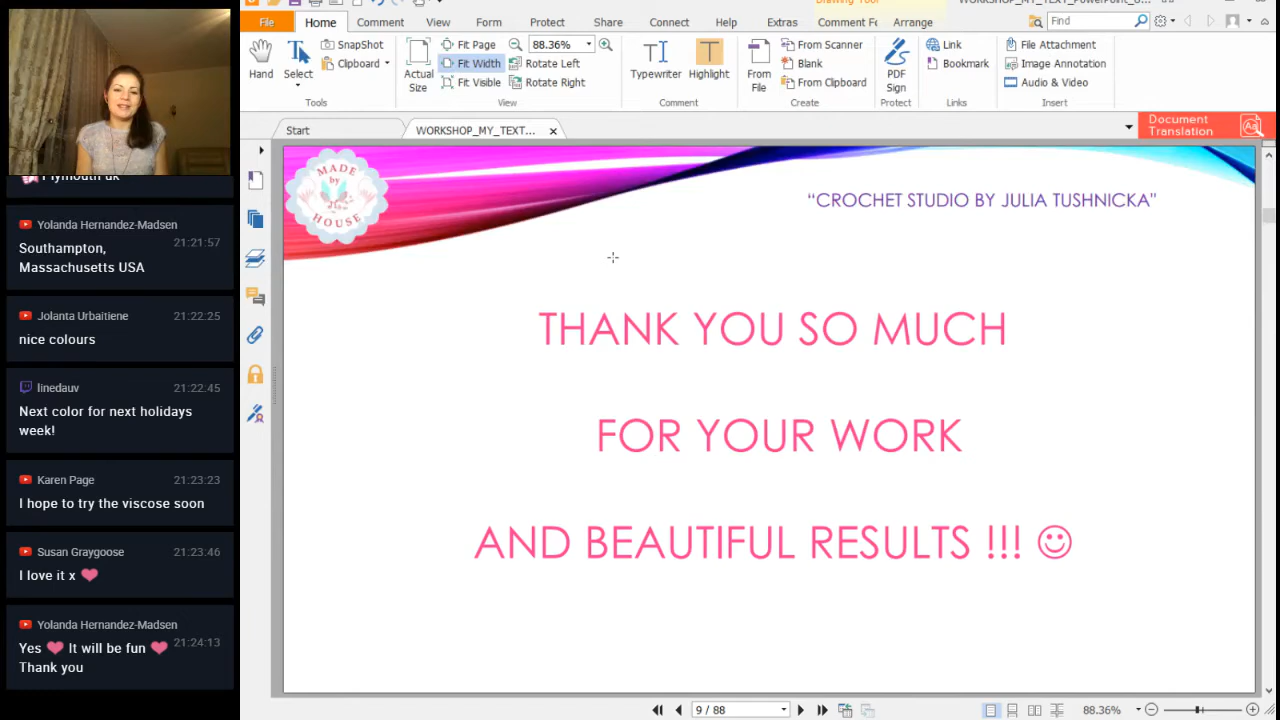 File
Home
Comment
View
Form
Protect
Share
Connect
Help
Extras
Arrange
Find
Hand
Select
SnapShot
Clipboard
Tools
Actual Size
Fit Page
Fit Width
Fit Visible
88.36%
Rotate Left
Rotate Right
View
Typewriter
Highlight
Comment
From File
From Scanner
Blank
From Clipboard
Create
PDF Sign
Protect
Link
Bookmark
Links
File Attachment
Image Annotation
Audio & Video
Insert
Start
WORKSHOP_MY_TEXT...
Document
Translation
Yolanda Hernandez-Madsen
Southampton, 21:21:57
Massachusetts USA
Jolanta Urbaitiene
nice colours 21:22:25
linedauv 21:22:45
Next color for next holidays
week!
Karen Page 21:23:23
I hope to try the viscose soon
Susan Graygoose 21:23:46
I love it x ❤
Yolanda Hernandez-Madsen
Yes ❤ It will be fun ❤ 21:24:13
Thank you
MADE
by
HOUSE
“CROCHET STUDIO BY JULIA TUSHNICKA”
THANK YOU SO MUCH
FOR YOUR WORK
AND BEAUTIFUL RESULTS !!! ☺
9 / 88
88.36%